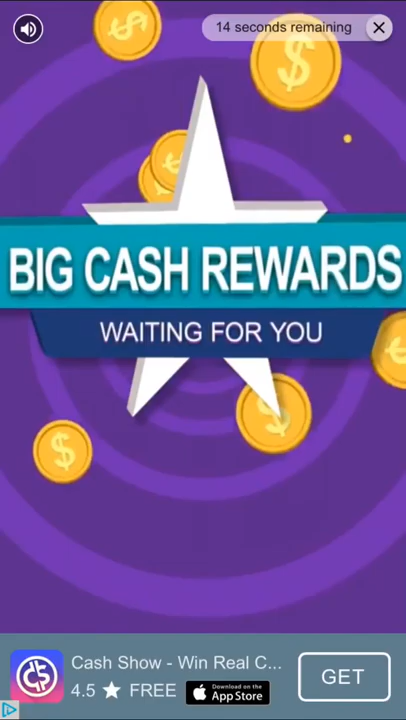 14 seconds remaining
BIG CASH REWARDS
WAITING FOR YOU
Cash Show - Win Real C...
4.5 ★ FREE
Download on the
App Store
GET